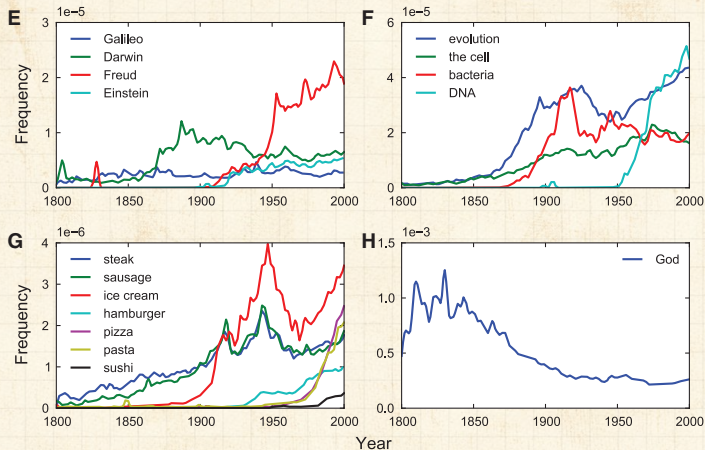 E
1e−5
3
2
1
0
Frequency
Galileo
Darwin
Freud
Einstein
1800
1850
1900
1950
2000
F
1e−5
6
4
2
0
evolution
the cell
bacteria
DNA
1800
1850
1900
1950
2000
G
1e−6
4
3
2
1
0
Frequency
steak
sausage
ice cream
hamburger
pizza
pasta
sushi
1800
1850
1900
1950
2000
H
1e−3
1.5
1.0
0.5
0.0
God
1800
1850
1900
1950
2000
Year